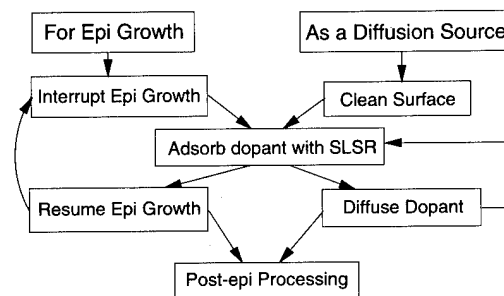 For Epi Growth
As a Diffusion Source
Interrupt Epi Growth
Clean Surface
Adsorb dopant with SLSR
Resume Epi Growth
Diffuse Dopant
Post-epi Processing